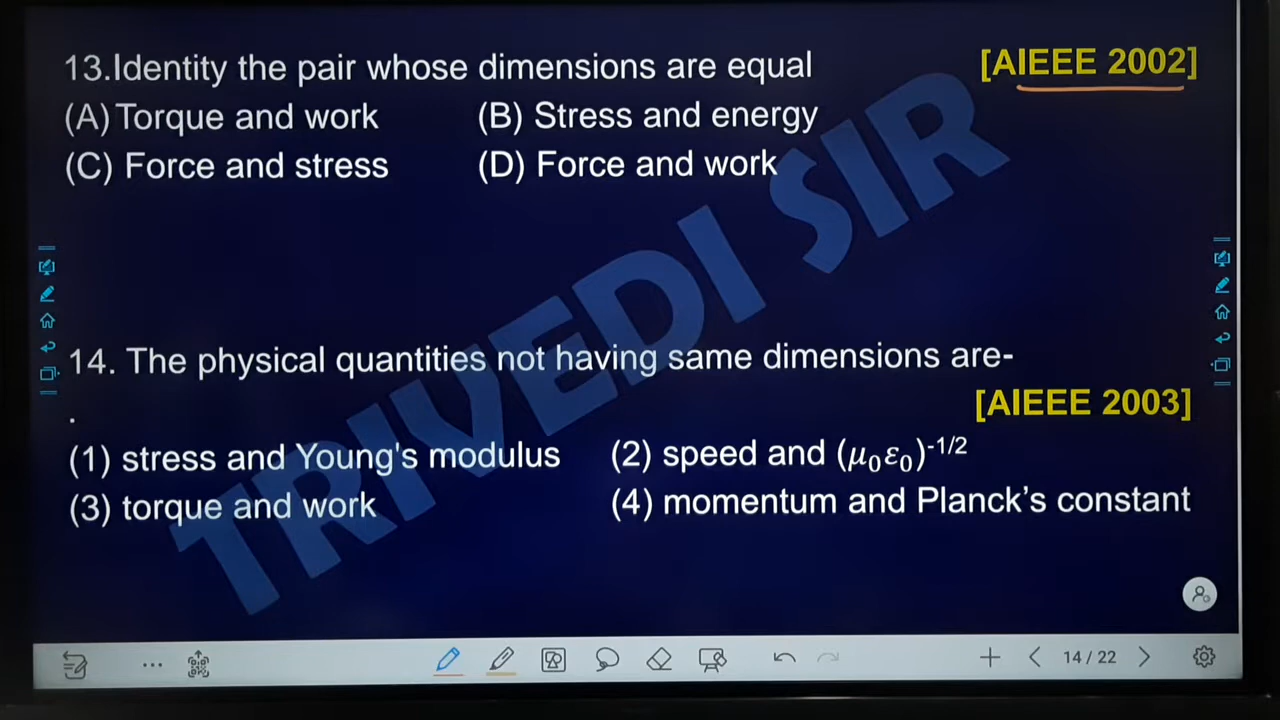 13.Identity the pair whose dimensions are equal [AIEEE 2002]
(A) Torque and work (B) Stress and energy
(C) Force and stress (D) Force and work
14. The physical quantities not having same dimensions are-
. [AIEEE 2003]
(1) stress and Young's modulus (2) speed and (μ₀ε₀)⁻¹/²
(3) torque and work (4) momentum and Planck’s constant
TRIVEDI SIR
14 / 22